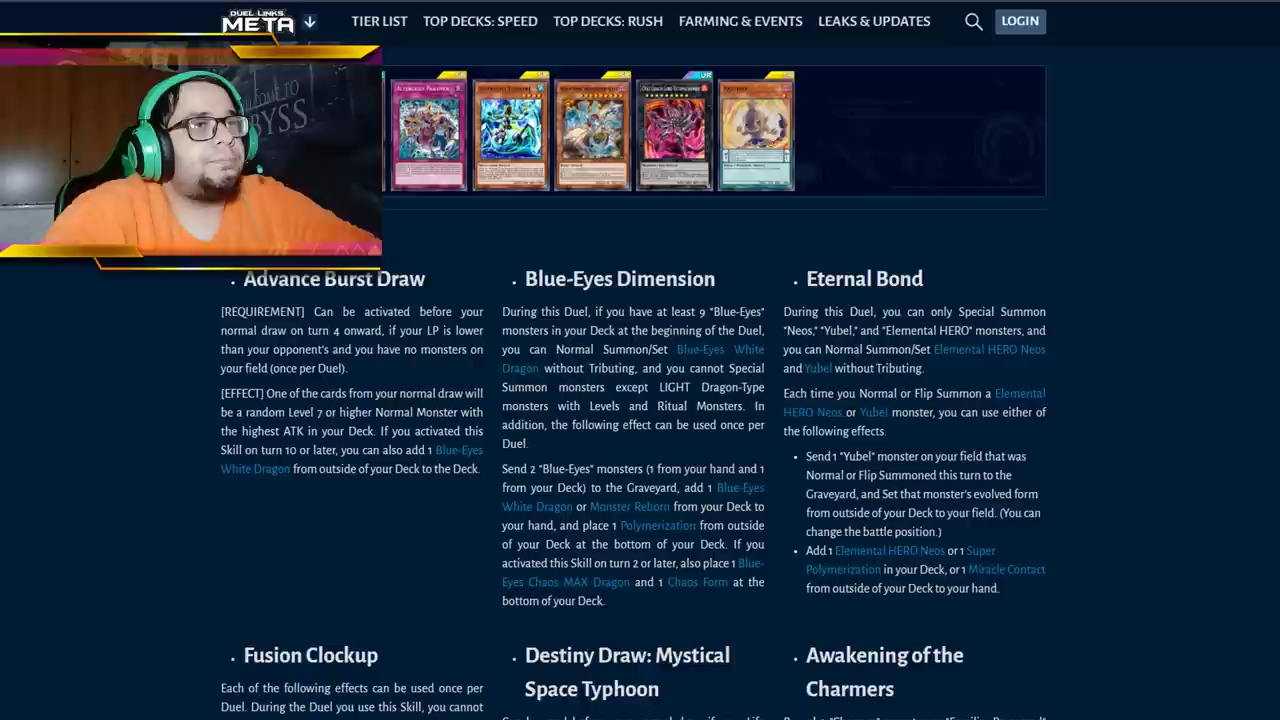 DUEL LINKS
META
TIER LIST
TOP DECKS: SPEED
TOP DECKS: RUSH
FARMING & EVENTS
LEAKS & UPDATES
LOGIN
ABYSS
Advance Burst Draw
[REQUIREMENT] Can be activated before your
normal draw on turn 4 onward, if your LP is lower
than your opponent's and you have no monsters on
your field (once per Duel).
[EFFECT] One of the cards from your normal draw will
be a random Level 7 or higher Normal Monster with
the highest ATK in your Deck. If you activated this
Skill on turn 10 or later, you can also add 1 Blue-Eyes
White Dragon from outside of your Deck to the Deck.
Blue-Eyes Dimension
During this Duel, if you have at least 9 "Blue-Eyes"
monsters in your Deck at the beginning of the Duel,
you can Normal Summon/Set Blue-Eyes White
Dragon without Tributing, and you cannot Special
Summon monsters except LIGHT Dragon-Type
monsters with Levels and Ritual Monsters. In
addition, the following effect can be used once per
Duel.
Send 2 "Blue-Eyes" monsters (1 from your hand and 1
from your Deck) to the Graveyard, add 1 Blue-Eyes
White Dragon or Monster Reborn from your Deck to
your hand, and place 1 Polymerization from outside
of your Deck at the bottom of your Deck. If you
activated this Skill on turn 2 or later, also place 1 Blue-
Eyes Chaos MAX Dragon and 1 Chaos Form at the
bottom of your Deck.
Eternal Bond
During this Duel, you can only Special Summon
"Neos," "Yubel," and "Elemental HERO" monsters, and
you can Normal Summon/Set Elemental HERO Neos
and Yubel without Tributing.
Each time you Normal or Flip Summon a Elemental
HERO Neos or Yubel monster, you can use either of
the following effects.
Send 1 "Yubel" monster on your field that was
Normal or Flip Summoned this turn to the
Graveyard, and Set that monster's evolved form
from outside of your Deck to your field. (You can
change the battle position.)
Add 1 Elemental HERO Neos or 1 Super
Polymerization in your Deck, or 1 Miracle Contact
from outside of your Deck to your hand.
Fusion Clockup
Each of the following effects can be used once per
Duel. During the Duel you use this Skill, you cannot
Destiny Draw: Mystical
Space Typhoon
Awakening of the
Charmers